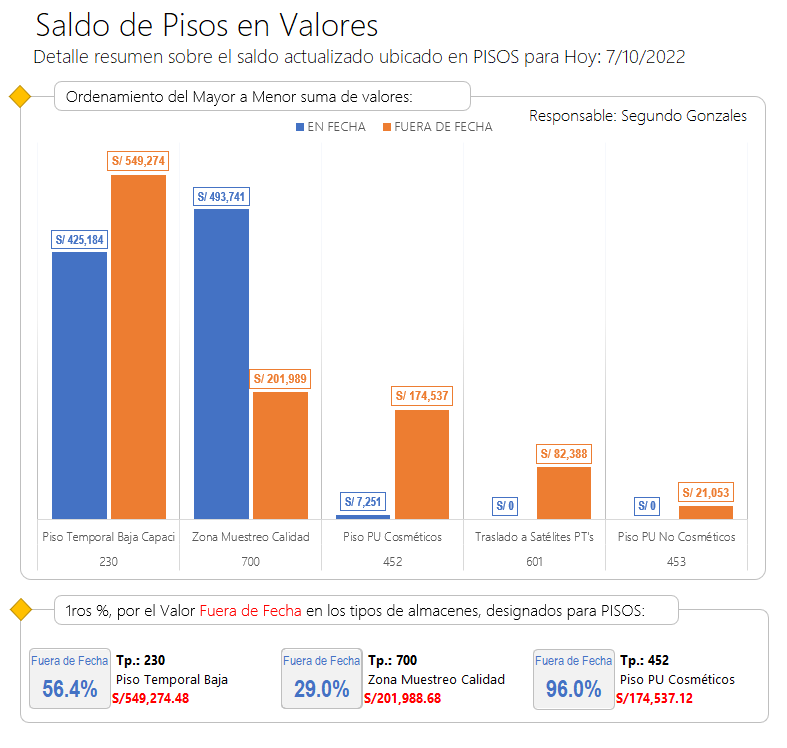 Saldo de Pisos en Valores
Detalle resumen sobre el saldo actualizado ubicado en PISOS para Hoy: 7/10/2022
Ordenamiento del Mayor a Menor suma de valores:
Responsable: Segundo Gonzales
EN FECHA FUERA DE FECHA
S/ 549,274
S/ 493,741
S/ 425,184
S/ 201,989
S/ 174,537
S/ 82,388
S/ 7,251
S/ 0
S/ 0
S/ 21,053
Piso Temporal Baja Capaci Zona Muestreo Calidad Piso PU Cosméticos Traslado a Satélites PT's Piso PU No Cosméticos
230 700 452 601 453
1ros %, por el Valor Fuera de Fecha en los tipos de almacenes, designados para PISOS:
Fuera de Fecha
56.4%
Tp.: 230
Piso Temporal Baja
S/549,274.48
Fuera de Fecha
29.0%
Tp.: 700
Zona Muestreo Calidad
S/201,988.68
Fuera de Fecha
96.0%
Tp.: 452
Piso PU Cosméticos
S/174,537.12